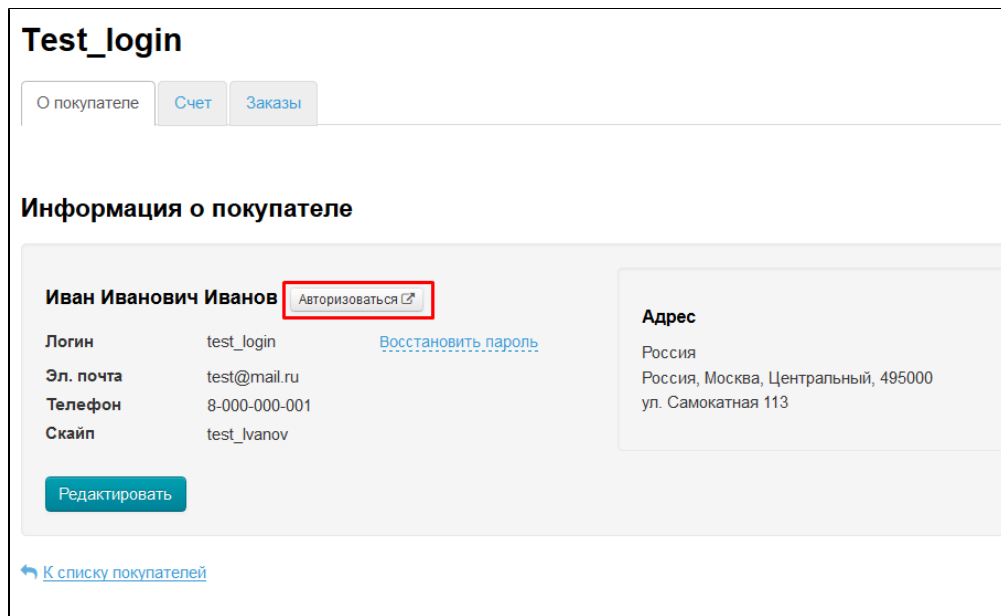 Test_login
О покупателе Счет Заказы
Информация о покупателе
Иван Иванович Иванов Авторизоваться
Логин test_login Восстановить пароль
Эл. почта test@mail.ru
Телефон 8-000-000-001
Скайп test_Ivanov
Редактировать
Адрес
Россия
Россия, Москва, Центральный, 495000
ул. Самокатная 113
К списку покупателей